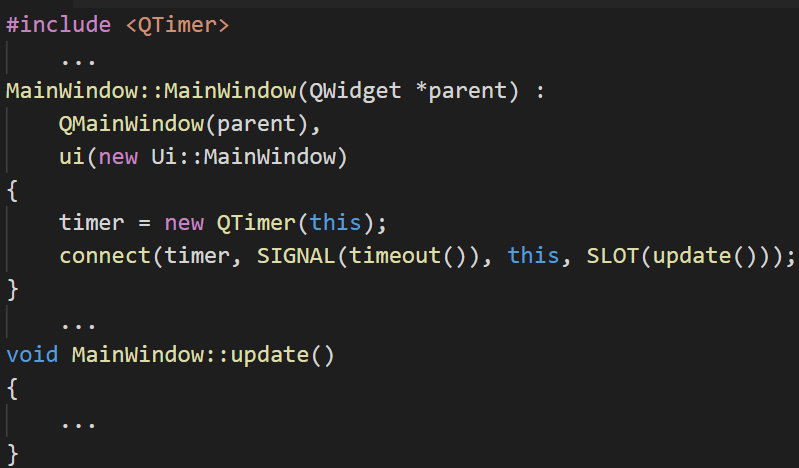 #include <QTimer>
    ...
MainWindow::MainWindow(QWidget *parent) :
    QMainWindow(parent),
    ui(new Ui::MainWindow)
{
    timer = new QTimer(this);
    connect(timer, SIGNAL(timeout()), this, SLOT(update()));
}
    ...
void MainWindow::update()
{
    ...
}